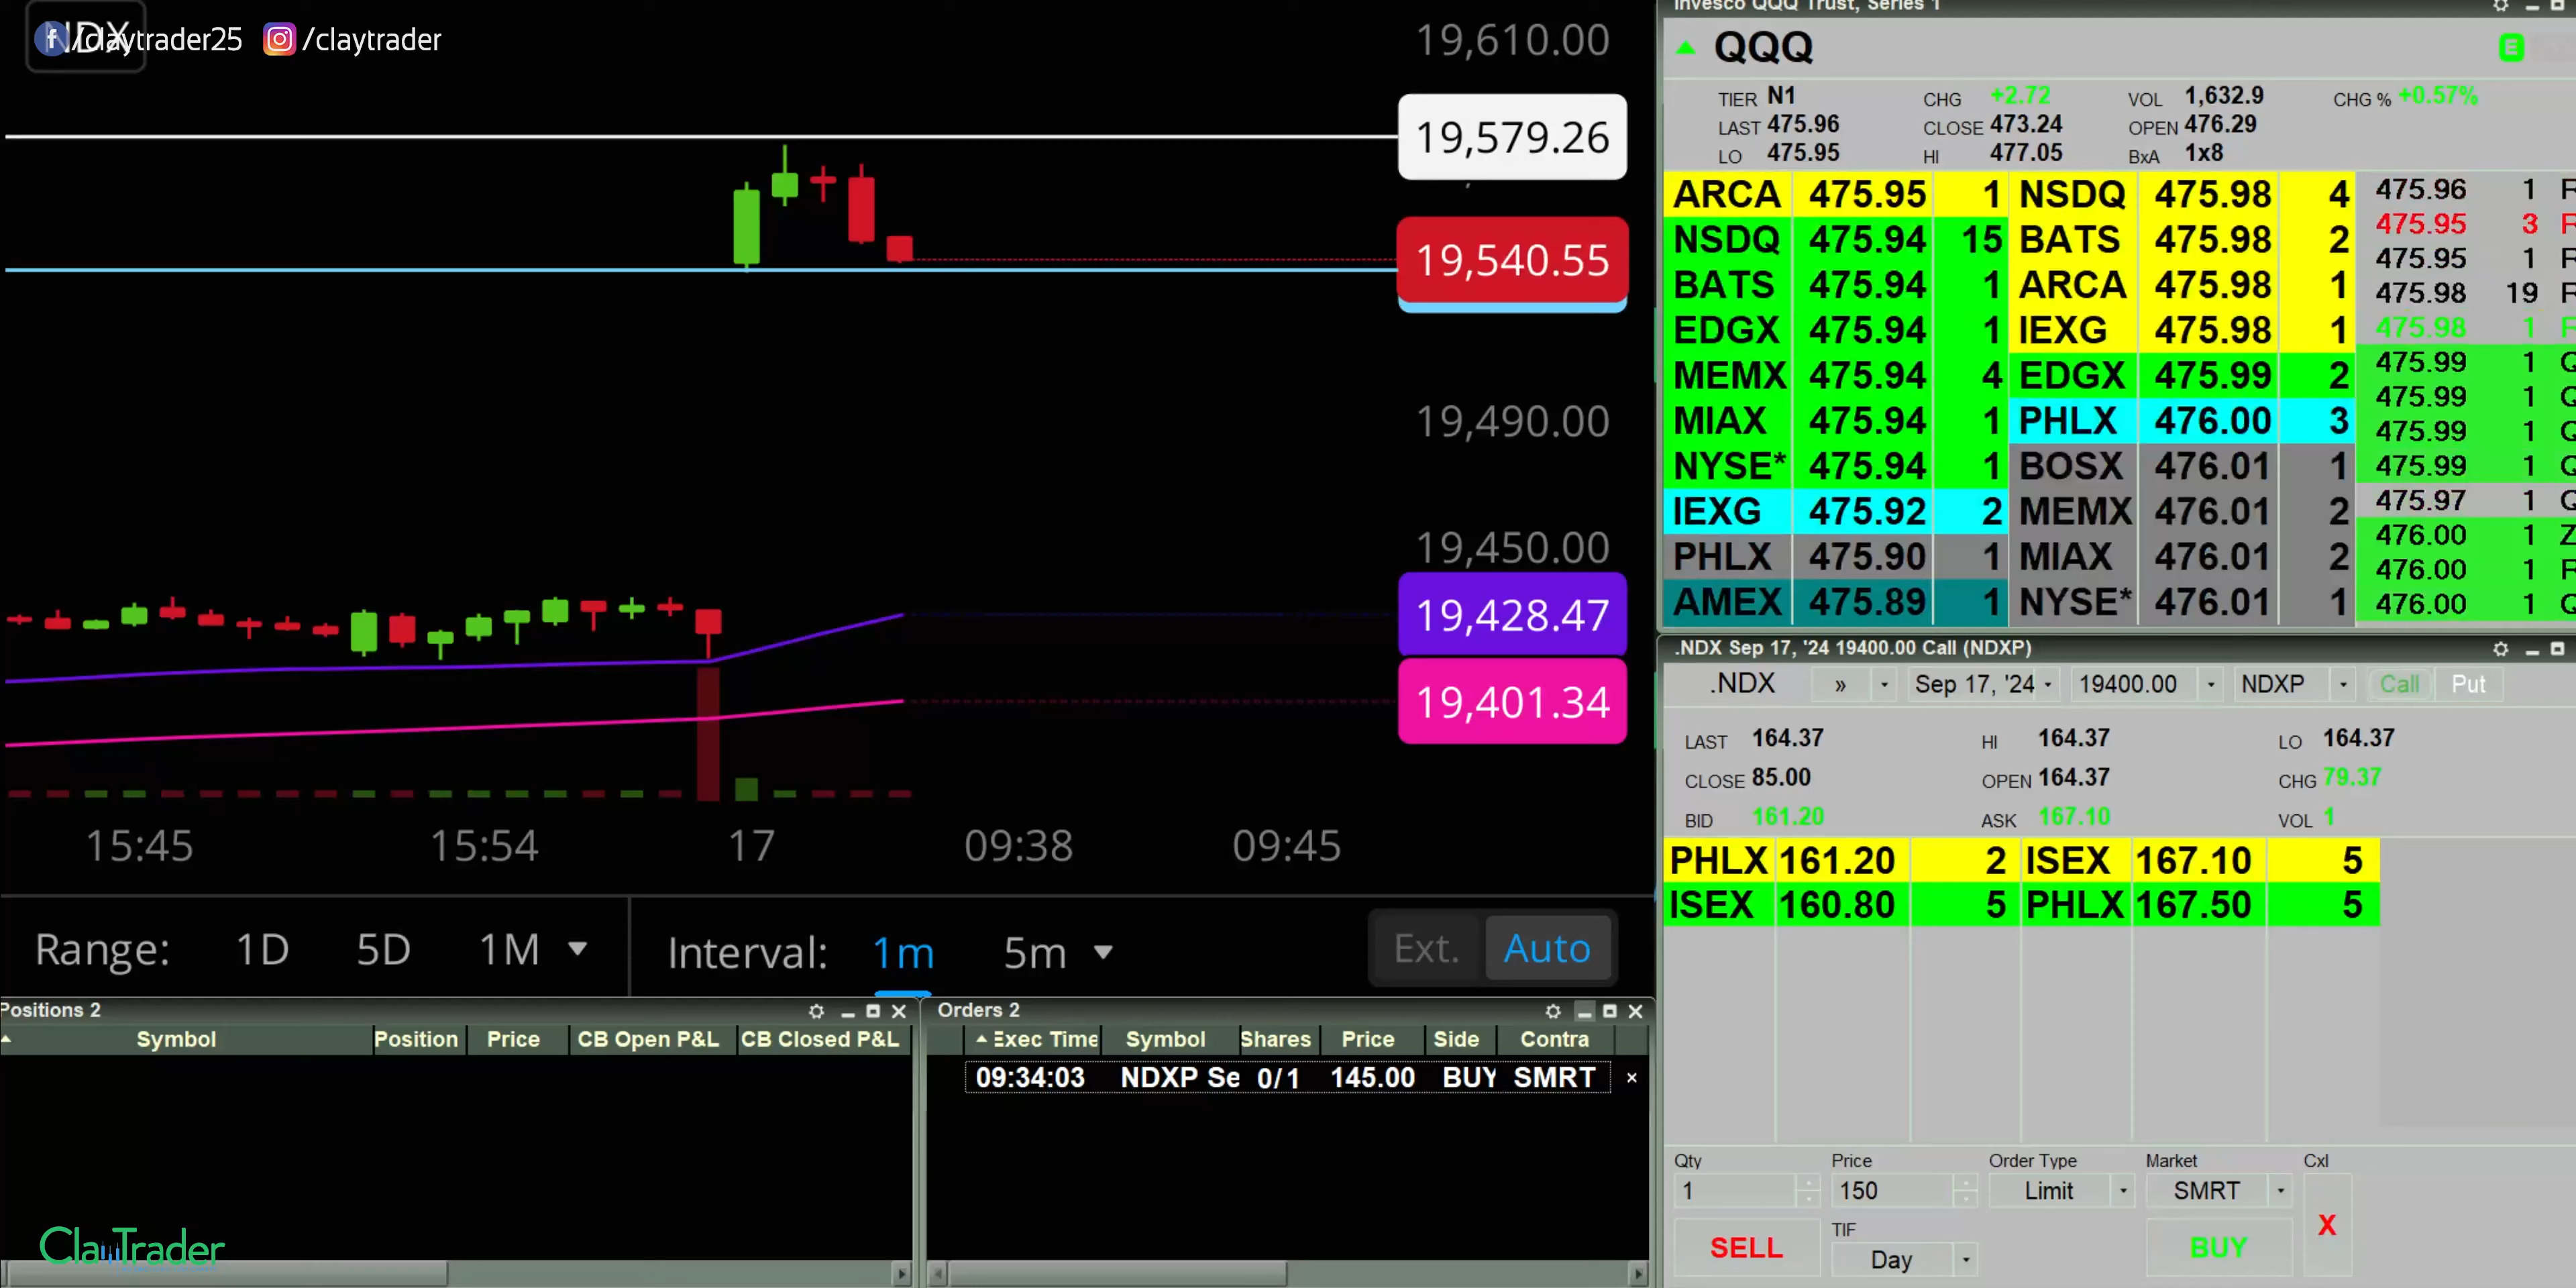 NDX
/claytrader25
/claytrader
19,610.00
19,579.26
19,540.55
19,490.00
19,450.00
19,428.47
19,401.34
15:45 15:54 17 09:38 09:45
Range: 1D 5D 1M Interval: 1m 5m Ext. Auto
Positions 2
Symbol Position Price CB Open P&L CB Closed P&L
Orders 2
Exec Time Symbol Shares Price Side Contra
09:34:03 NDXP Se 0/1 145.00 BUY SMRT
ClayTrader
Invesco QQQ Trust, Series 1
QQQ E
TIER N1 CHG +2.72 VOL 1,632.9 CHG % +0.57%
LAST 475.96 CLOSE 473.24 OPEN 476.29
LO 475.95 HI 477.05 BxA 1x8
ARCA 475.95 1 NSDQ 475.98 4
NSDQ 475.94 15 BATS 475.98 2
BATS 475.94 1 ARCA 475.98 1
EDGX 475.94 1 IEXG 475.98 1
MEMX 475.94 4 EDGX 475.99 2
MIAX 475.94 1 PHLX 476.00 3
NYSE* 475.94 1 BOSX 476.01 1
IEXG 475.92 2 MEMX 476.01 2
PHLX 475.90 1 MIAX 476.01 2
AMEX 475.89 1 NYSE* 476.01 1
475.96 1
475.95 3
475.95 1
475.98 19
475.98 1
475.99 1 Q
475.99 1 Q
475.99 1 Q
475.99 1 Q
475.97 1 Q
476.00 1 Z
476.00 1
476.00 1 Q
.NDX Sep 17, '24 19400.00 Call (NDXP)
.NDX » Sep 17, '24 19400.00 NDXP Call Put
LAST 164.37 HI 164.37 LO 164.37
CLOSE 85.00 OPEN 164.37 CHG 79.37
BID 161.20 ASK 167.10 VOL 1
PHLX 161.20 2 ISEX 167.10 5
ISEX 160.80 5 PHLX 167.50 5
Qty Price Order Type Market Cxl
1 150 Limit SMRT
SELL TIF BUY X
Day